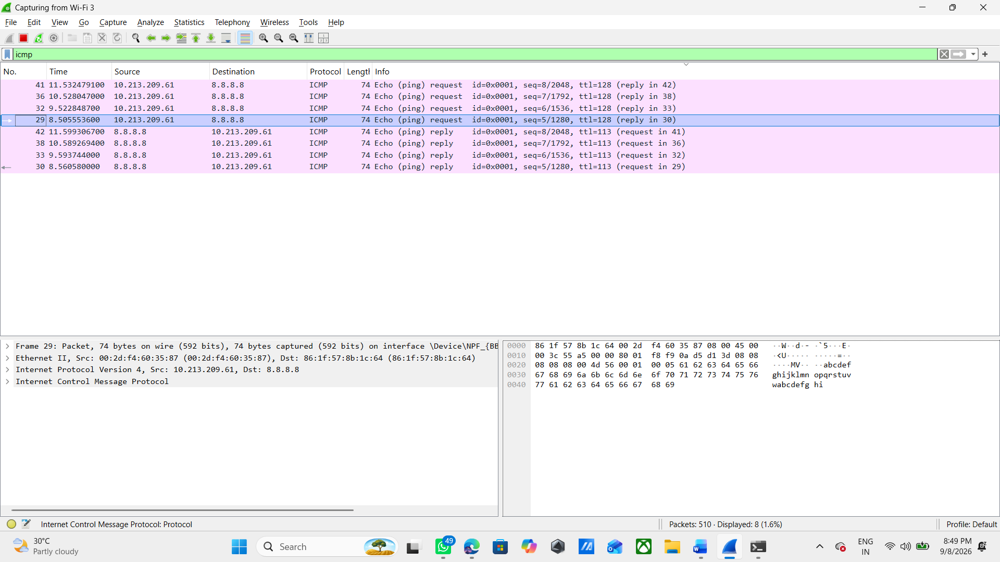 Capturing from Wi-Fi 3
File Edit View Go Capture Analyze Statistics Telephony Wireless Tools Help
icmp
No. Time Source Destination Protocol Length Info
41 11.532479100 10.213.209.61 8.8.8.8 ICMP 74 Echo (ping) request id=0x0001, seq=8/2048, ttl=128 (reply in 42)
36 10.528047000 10.213.209.61 8.8.8.8 ICMP 74 Echo (ping) request id=0x0001, seq=7/1792, ttl=128 (reply in 38)
32 9.522848700 10.213.209.61 8.8.8.8 ICMP 74 Echo (ping) request id=0x0001, seq=6/1536, ttl=128 (reply in 33)
29 8.505553600 10.213.209.61 8.8.8.8 ICMP 74 Echo (ping) request id=0x0001, seq=5/1280, ttl=128 (reply in 30)
42 11.599306700 8.8.8.8 10.213.209.61 ICMP 74 Echo (ping) reply id=0x0001, seq=8/2048, ttl=113 (request in 41)
38 10.589269400 8.8.8.8 10.213.209.61 ICMP 74 Echo (ping) reply id=0x0001, seq=7/1792, ttl=113 (request in 36)
33 9.593744000 8.8.8.8 10.213.209.61 ICMP 74 Echo (ping) reply id=0x0001, seq=6/1536, ttl=113 (request in 32)
30 8.560580000 8.8.8.8 10.213.209.61 ICMP 74 Echo (ping) reply id=0x0001, seq=5/1280, ttl=113 (request in 29)
Frame 29: Packet, 74 bytes on wire (592 bits), 74 bytes captured (592 bits) on interface \Device\NPF_{BB
Ethernet II, Src: 00:2d:f4:60:35:87 (00:2d:f4:60:35:87), Dst: 86:1f:57:8b:1c:64 (86:1f:57:8b:1c:64)
Internet Protocol Version 4, Src: 10.213.209.61, Dst: 8.8.8.8
Internet Control Message Protocol
0000 86 1f 57 8b 1c 64 00 2d f4 60 35 87 08 00 45 00 ··W··d·- ·`5···E·
0010 00 3c 55 a5 00 00 80 01 f8 f9 0a d5 d1 3d 08 08 ·<U····· ·····=··
0020 08 08 08 00 4d 56 00 01 00 05 61 62 63 64 65 66 ····MV·· ··abcdef
0030 67 68 69 6a 6b 6c 6d 6e 6f 70 71 72 73 74 75 76 ghijklmn opqrstuv
0040 77 61 62 63 64 65 66 67 68 69 wabcdefg hi
Internet Control Message Protocol: Protocol
Packets: 510 · Displayed: 8 (1.6%)
Profile: Default
30°C
Partly cloudy
Search
49
ENG
IN
8:49 PM
9/8/2026